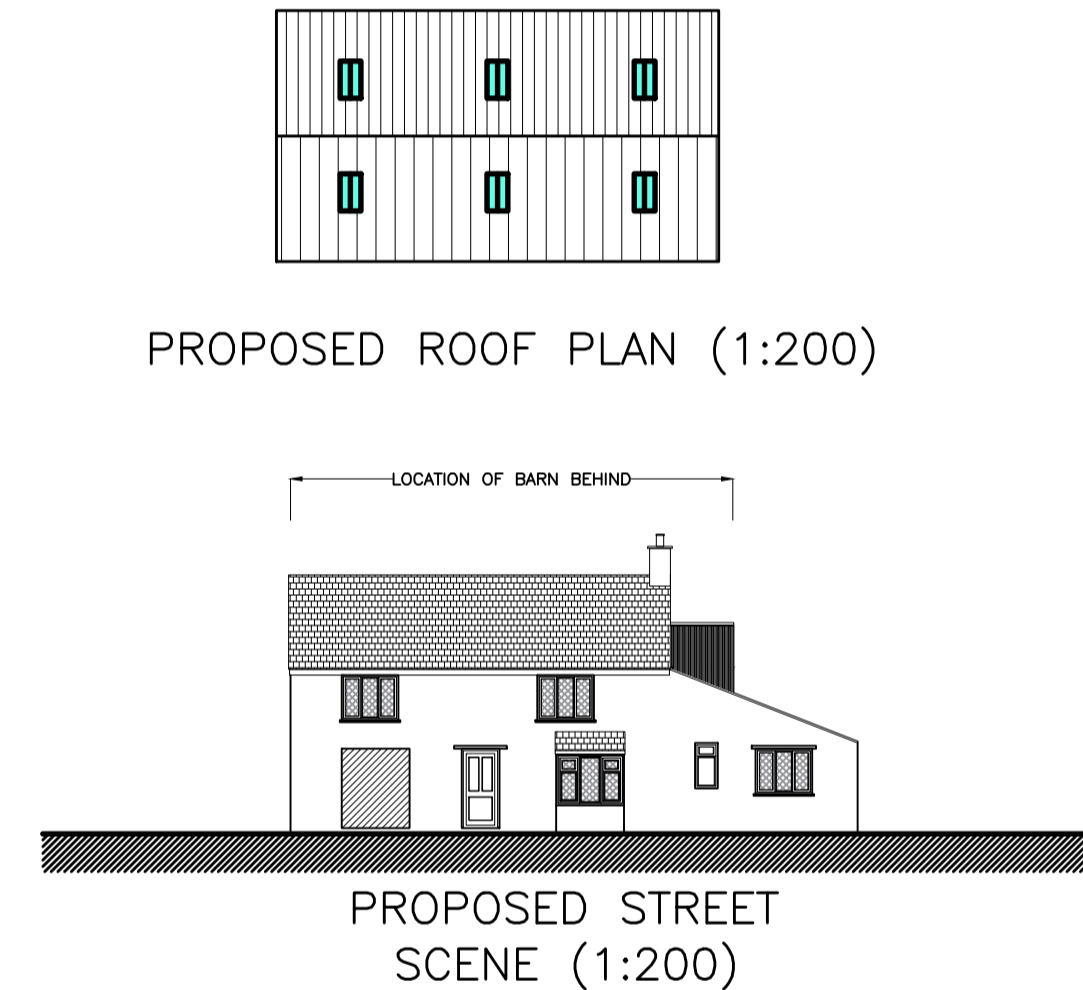 PROPOSED ROOF PLAN (1:200)
LOCATION OF BARN BEHIND
PROPOSED STREET
SCENE (1:200)